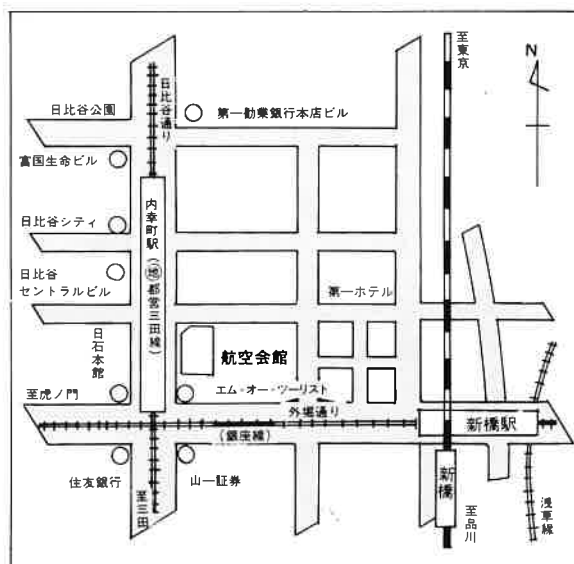 至東京
N
日比谷通り
日比谷公園
第一勧業銀行本店ビル
富国生命ビル
内幸町駅(地都営三田線)
日比谷シティ
日比谷
セントラルビル
第一ホテル
日石本館
航空会館
至虎ノ門
エム・オー・ツーリスト
外堀通り
(銀座線)
新橋駅
住友銀行
至三田
山一証券
新橋
至品川
浅草線